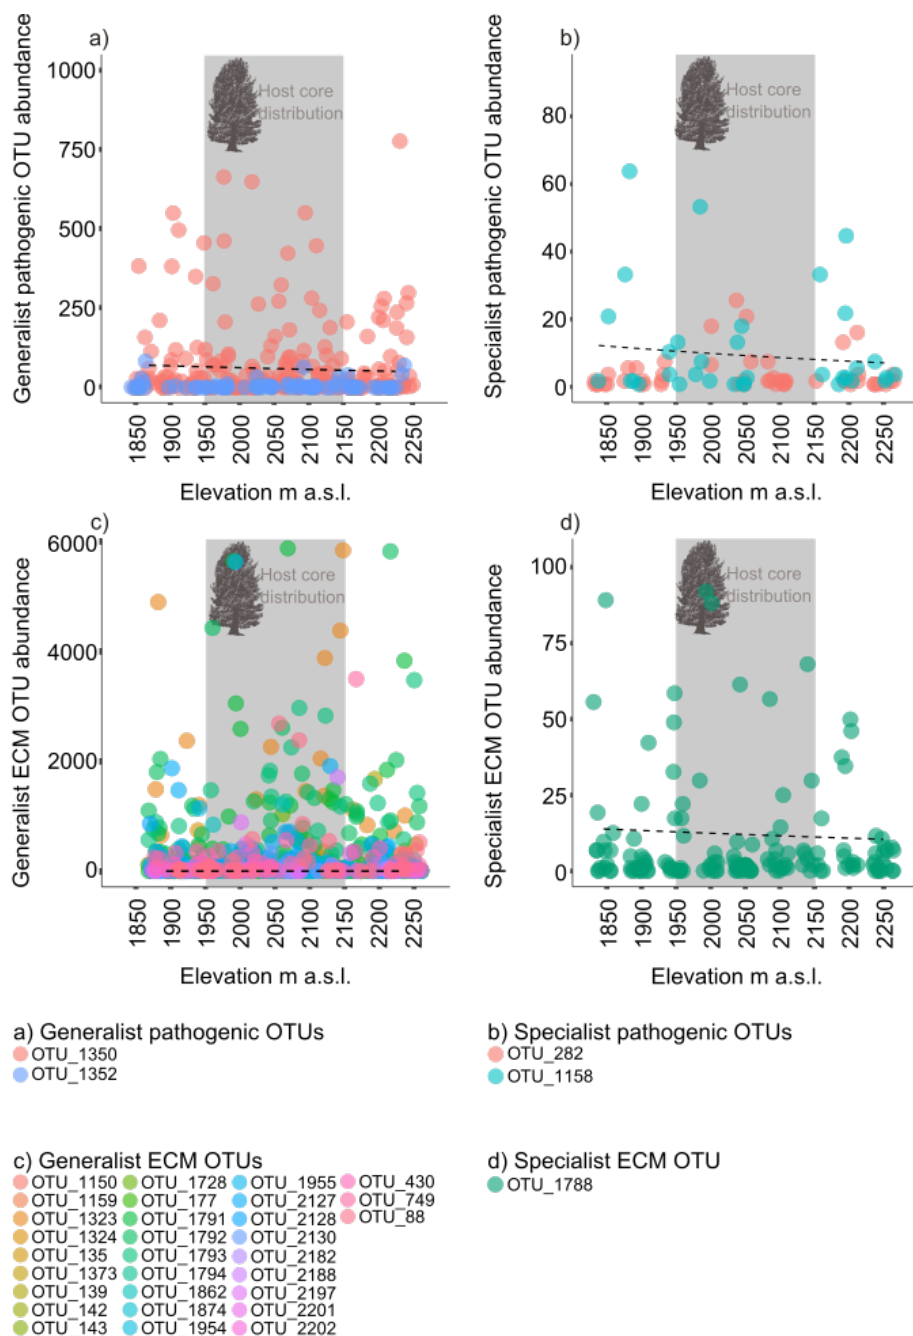 a)
Generalist pathogenic OTU abundance
1000
750
500
250
0
Host core
distribution
1850 1900 1950 2000 2050 2100 2150 2200 2250
Elevation m a.s.l.
b)
Specialist pathogenic OTU abundance
80
60
40
20
0
Host core
distribution
1850 1900 1950 2000 2050 2100 2150 2200 2250
Elevation m a.s.l.
c)
Generalist ECM OTU abundance
6000
4000
2000
0
Host core
distribution
1850 1900 1950 2000 2050 2100 2150 2200 2250
Elevation m a.s.l.
d)
Specialist ECM OTU abundance
100
75
50
25
0
Host core
distribution
1850 1900 1950 2000 2050 2100 2150 2200 2250
Elevation m a.s.l.
a) Generalist pathogenic OTUs
OTU_1350
OTU_1352
b) Specialist pathogenic OTUs
OTU_282
OTU_1158
c) Generalist ECM OTUs
OTU_1150 OTU_1728 OTU_1955 OTU_430
OTU_1159 OTU_177 OTU_2127 OTU_749
OTU_1323 OTU_1791 OTU_2128 OTU_88
OTU_1324 OTU_1792 OTU_2130
OTU_135 OTU_1793 OTU_2182
OTU_1373 OTU_1794 OTU_2188
OTU_139 OTU_1862 OTU_2197
OTU_142 OTU_1874 OTU_2201
OTU_143 OTU_1954 OTU_2202
d) Specialist ECM OTU
OTU_1788